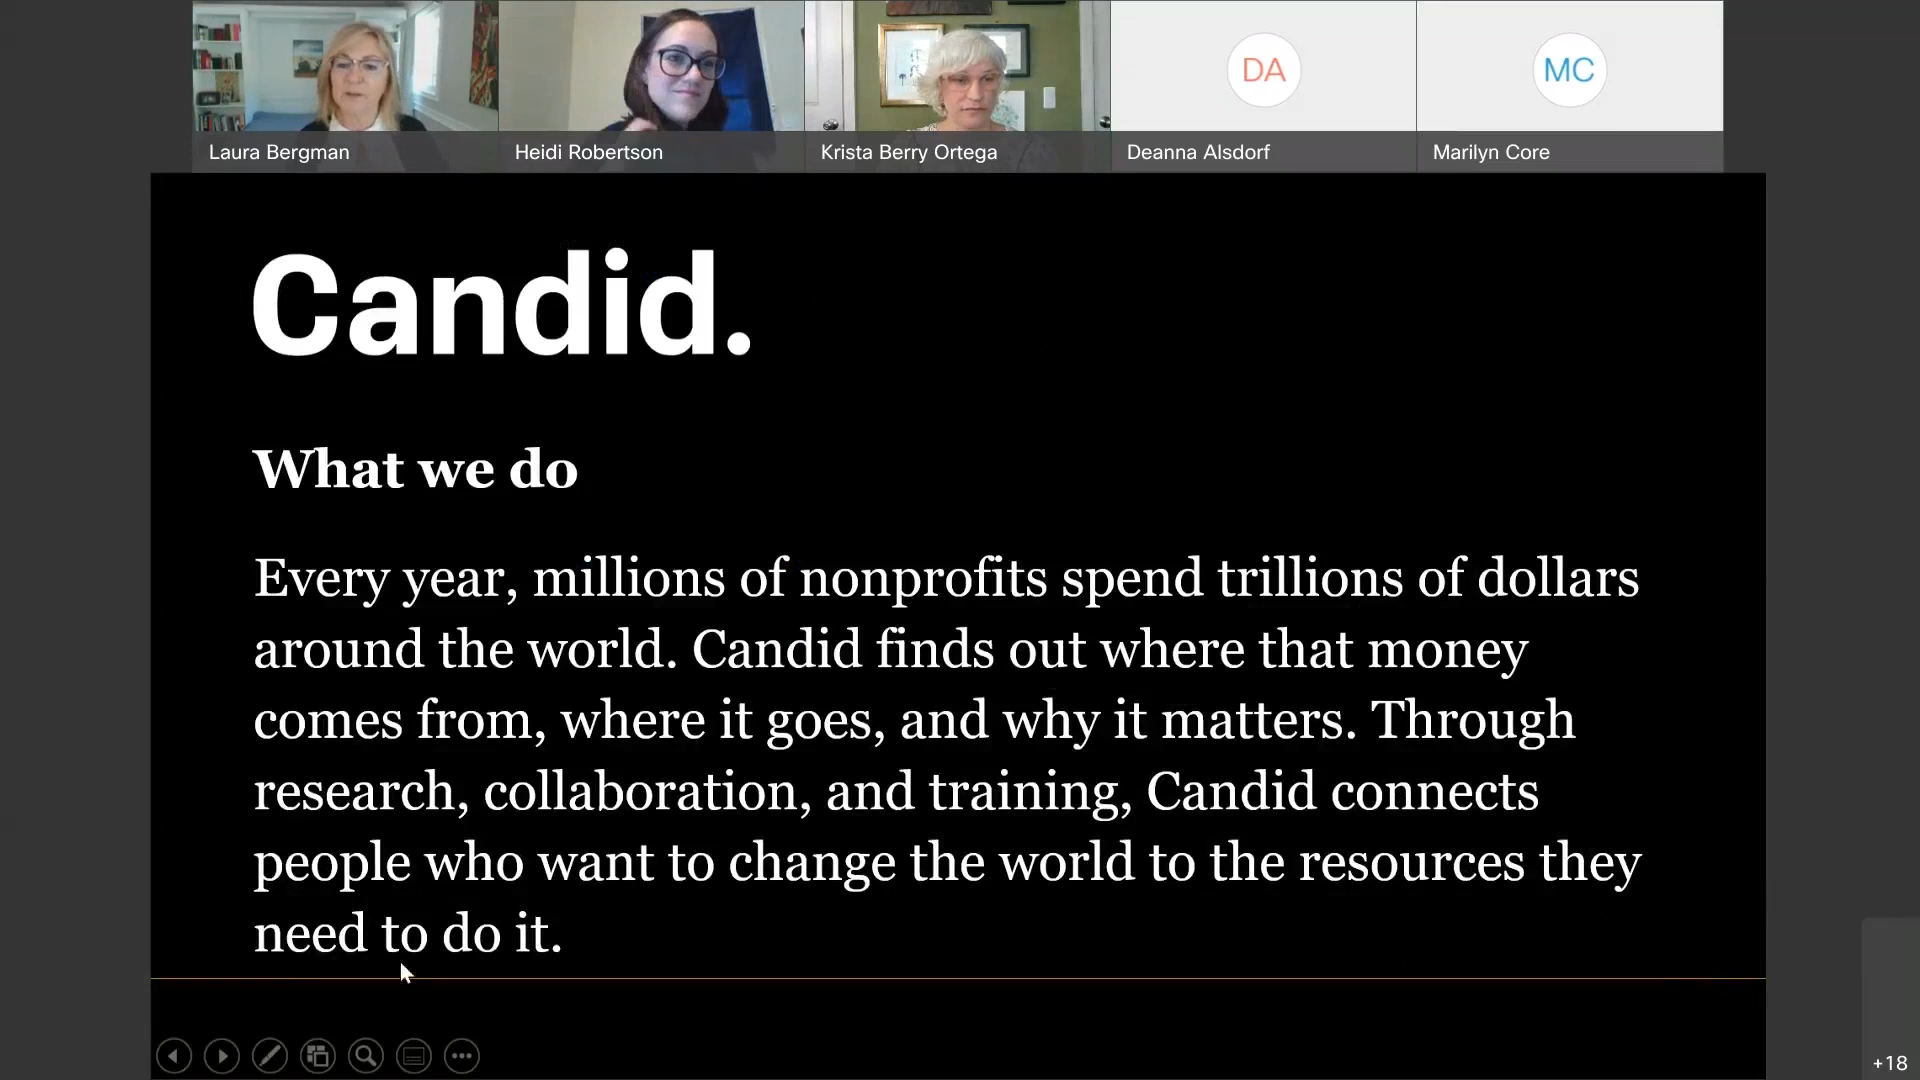 DA
MC
Laura Bergman
Heidi Robertson
Krista Berry Ortega
Deanna Alsdorf
Marilyn Core
Candid.
What we do
Every year, millions of nonprofits spend trillions of dollars
around the world. Candid finds out where that money
comes from, where it goes, and why it matters. Through
research, collaboration, and training, Candid connects
people who want to change the world to the resources they
need to do it.
+18